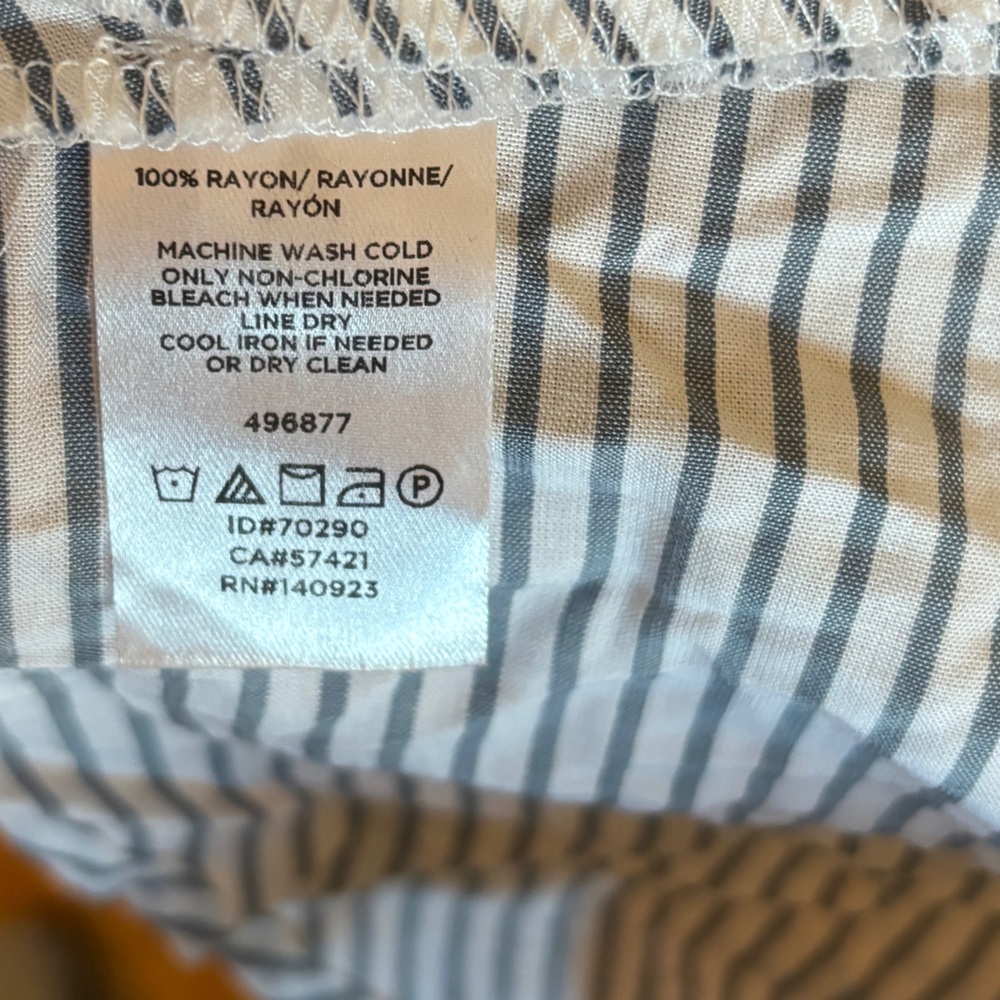 100% RAYON/ RAYONNE/
RAYÓN
MACHINE WASH COLD
ONLY NON-CHLORINE
BLEACH WHEN NEEDED
LINE DRY
COOL IRON IF NEEDED
OR DRY CLEAN
496877
P
ID#70290
CA#57421
RN#140923